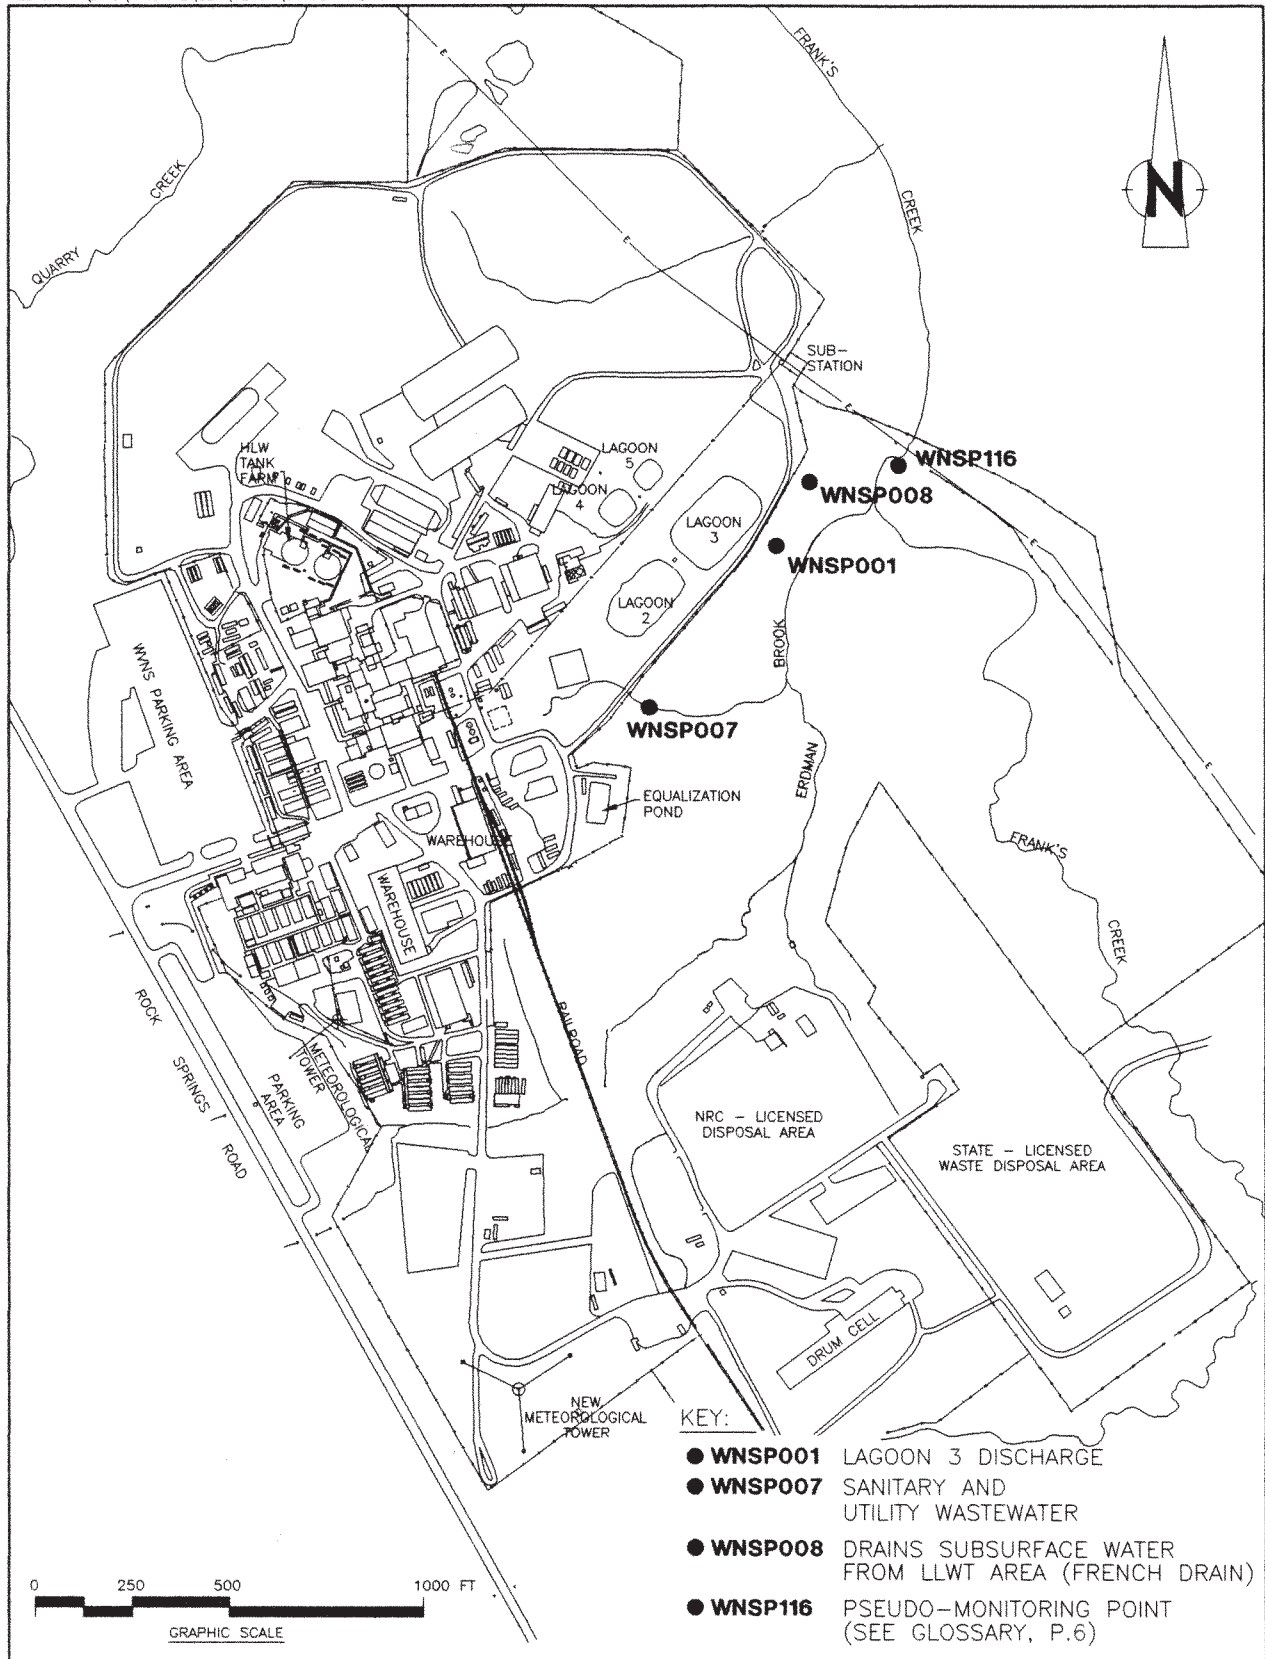 FRANK'S
CREEK
N
QUARRY
CREEK
SUB-
STATION
HLW
TANK
FARM
LAGOON
5
LAGOON
4
LAGOON
3
LAGOON
2
WNSP116
WNSP008
WNSP001
WNSP007
BROOK
ERDMAN
WVNS PARKING AREA
EQUALIZATION
POND
WAREHOUSE
WAREHOUSE
FRANK'S
CREEK
RAILROAD
ROCK
SPRINGS
ROAD
METEOROLOGICAL
TOWER
PARKING
AREA
NRC - LICENSED
DISPOSAL AREA
STATE - LICENSED
WASTE DISPOSAL AREA
DRUM CELL
NEW
METEOROLOGICAL
TOWER
KEY:
WNSP001 LAGOON 3 DISCHARGE
WNSP007 SANITARY AND
UTILITY WASTEWATER
WNSP008 DRAINS SUBSURFACE WATER
FROM LLWT AREA (FRENCH DRAIN)
WNSP116 PSEUDO-MONITORING POINT
(SEE GLOSSARY, P.6)
0 250 500 1000 FT
GRAPHIC SCALE